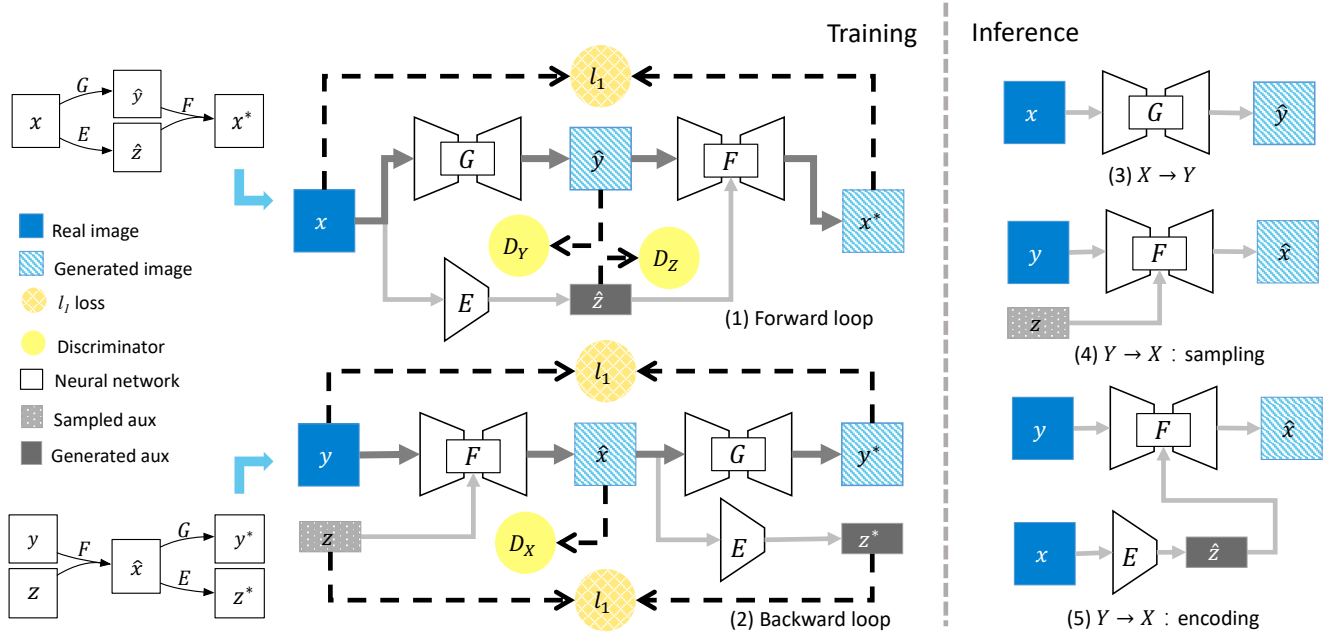 Training
Inference
x
G
E
ŷ
ẑ
F
x*
l₁
x
G
ŷ
F
x*
D_Y
D_Z
E
ẑ
(1) Forward loop
Real image
Generated image
l₁ loss
Discriminator
Neural network
Sampled aux
Generated aux
l₁
y
F
x̂
G
y*
z
D_X
E
z*
l₁
(2) Backward loop
y
z
F
x̂
G
E
y*
z*
x
G
ŷ
(3) X → Y
y
F
x̂
z
(4) Y → X : sampling
y
F
x̂
x
E
ẑ
(5) Y → X : encoding